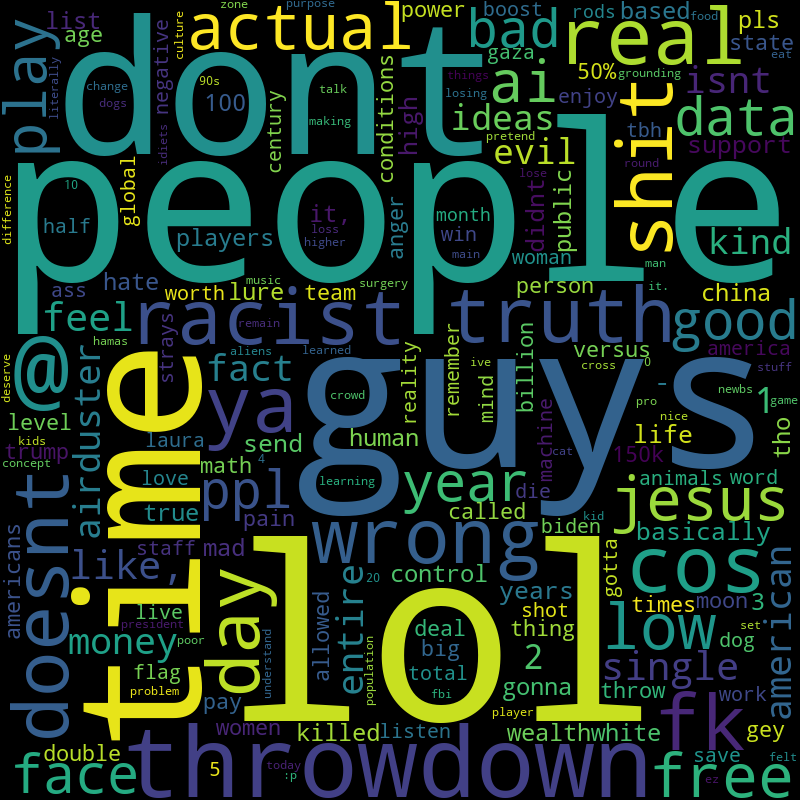 zone
purpose
list
culture
actual
power
boost
rods
based
pls
age
negative
bad
gaza
food
state
play
literally
change
90s
dont
talk
things
50%
grounding
eat
real
dogs
100
century
making
conditions
high
losing
ai
ideas
enjoy
isnt
data
idiets
pretend
evil
tbh
shit
support
difference
10
global
people
lose
round
half
players
it,
anger
month
didnt
public
kind
loss
higher
win
main
woman
man
ass
hate
worth
lure
music
team
surgery
person
it.
china
feel
strays
racist
remain
truth
good
hamas
@
aliens
learned
reality
remember
ive
versus
0
america
deserve
airduster
fact
mind
billion
cross
-
stuff
kids
time
ya
crowd
guys
pro
nice
newbs
game
level
1
trump
laura
send
human
life
tho
concept
math
4
machine
150k
love
ppl
learning
year
die
cat
animals
word
doesnt
true
pain
called
jesus
americans
like,
staff
mad
wrong
biden
kid
basically
day
lol
20
control
gotta
cos
american
live
entire
years
shot
times
moon
3
president
allowed
deal
thing
low
set
dog
money
poor
understand
population
big
2
flag
total
gonna
single
problem
pay
fbi
throw
work
women
killed
listen
player
wealthwhite
fk
gey
double
throwdown
save
felt
face
5
today
:p
free
ez